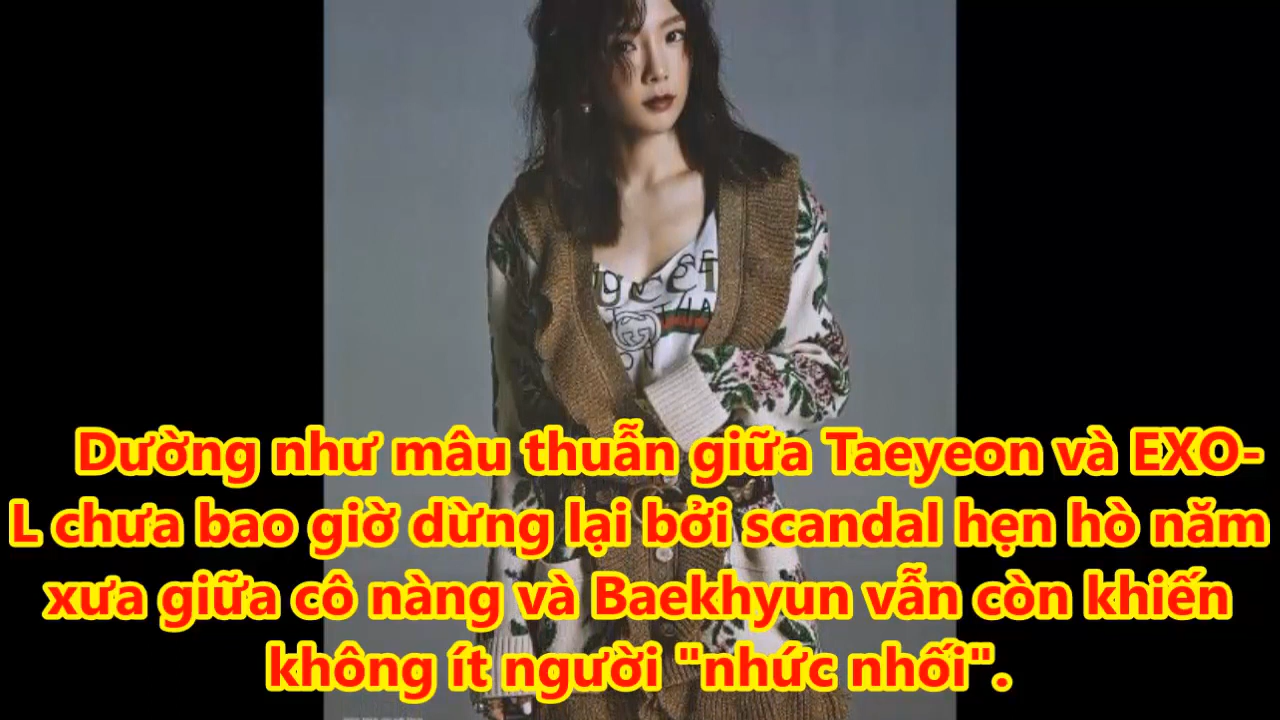 GUCCI
Dường như mâu thuẫn giữa Taeyeon và EXO-
L chưa bao giờ dừng lại bởi scandal hẹn hò năm
xưa giữa cô nàng và Baekhyun vẫn còn khiến
không ít người "nhức nhối".